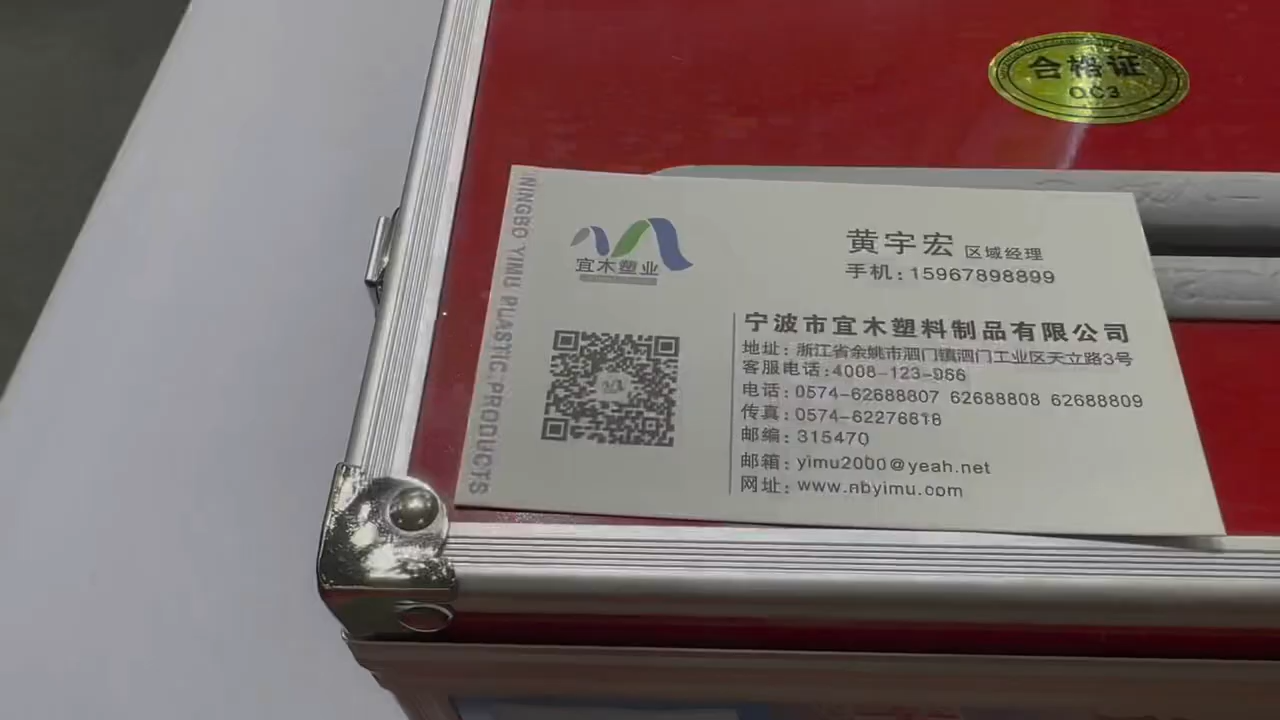 合格证
QC3
NINGBO YIMU PLASTIC PRODUCTS
宜木塑业
黄宇宏 区域经理
手机:15967898899
宁波市宜木塑料制品有限公司
地址:浙江省余姚市泗门镇泗门工业区天立路3号
客服电话:4008-123-966
电话:0574-62688807 62688808 62688809
传真:0574-62276816
邮编:315470
邮箱:yimu2000@yeah.net
网址:www.nbyimu.com